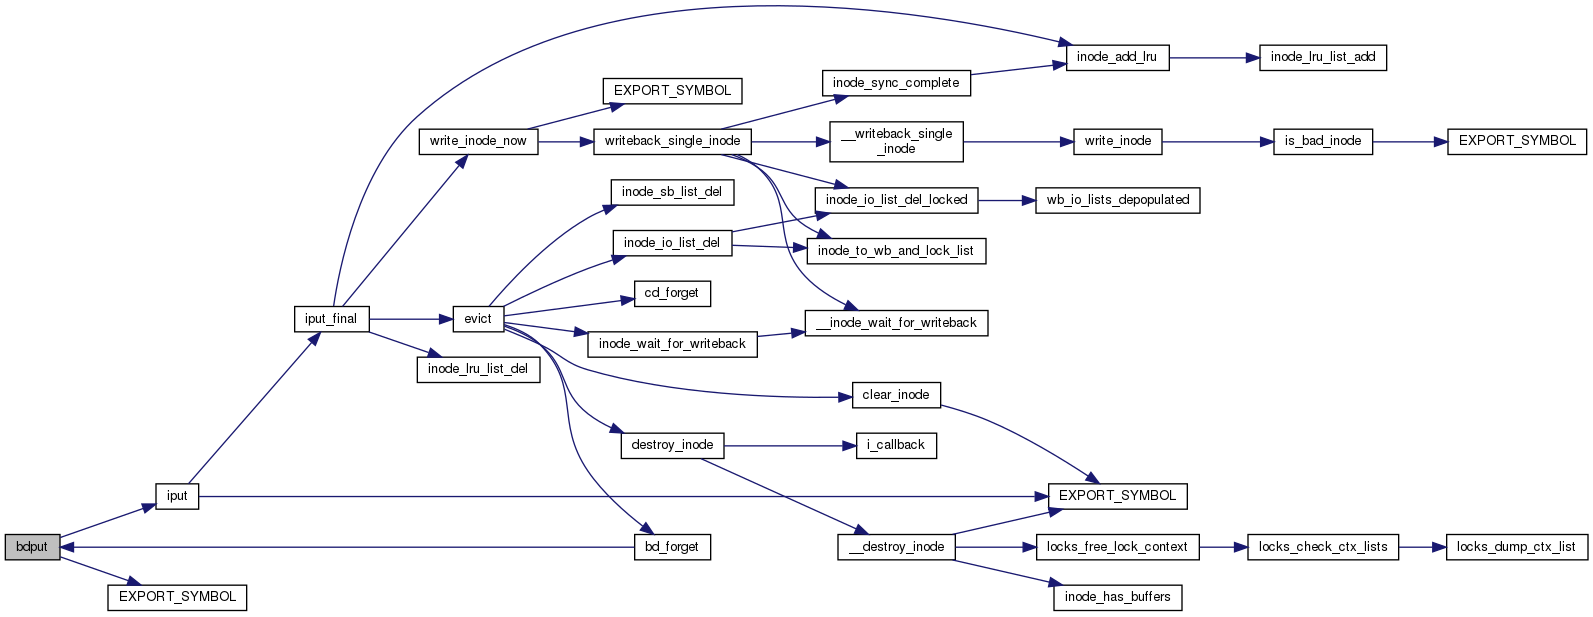 inode_add_lru
inode_lru_list_add
inode_sync_complete
EXPORT_SYMBOL
write_inode_now
writeback_single_inode
__writeback_single
_inode
write_inode
is_bad_inode
EXPORT_SYMBOL
inode_sb_list_del
inode_io_list_del_locked
wb_io_lists_depopulated
inode_io_list_del
inode_to_wb_and_lock_list
cd_forget
iput_final
evict
__inode_wait_for_writeback
inode_wait_for_writeback
inode_lru_list_del
clear_inode
destroy_inode
i_callback
iput
EXPORT_SYMBOL
bdput
bd_forget
__destroy_inode
locks_free_lock_context
locks_check_ctx_lists
locks_dump_ctx_list
EXPORT_SYMBOL
inode_has_buffers